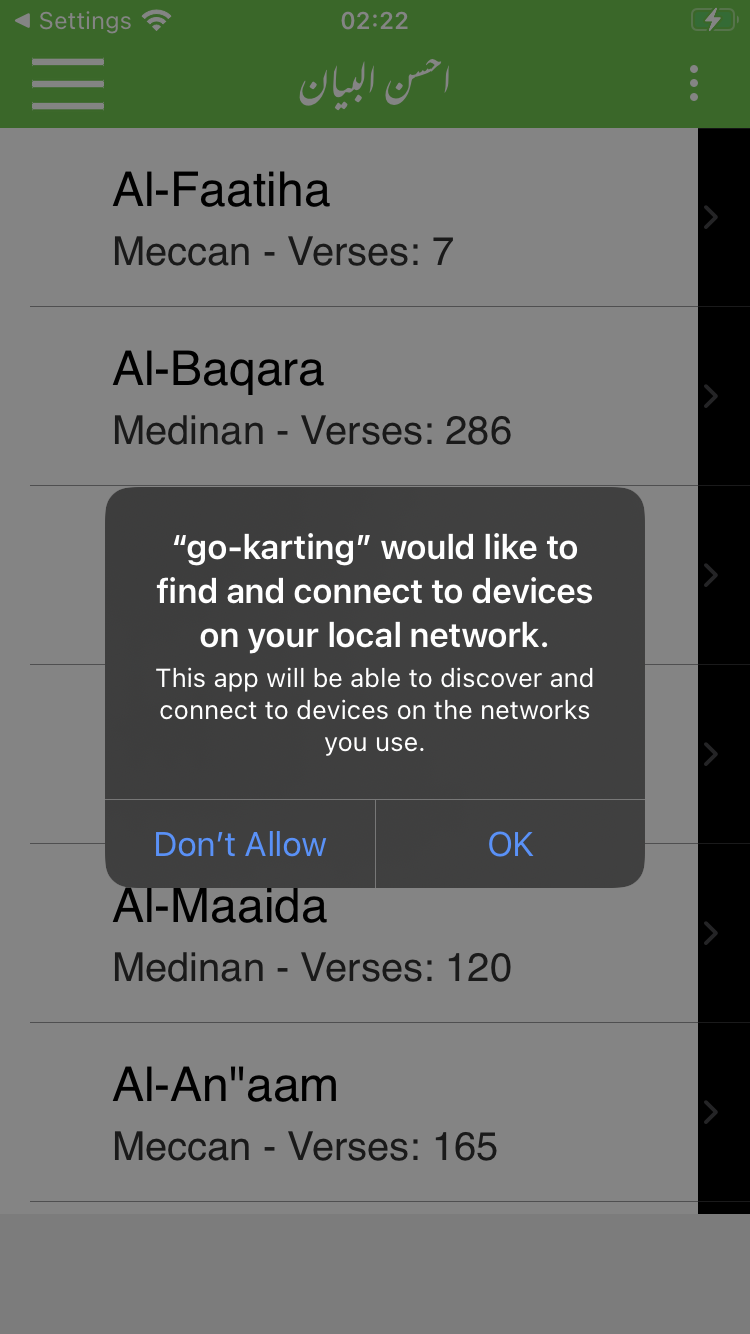 Settings
02:22
احسن البیان
Al-Faatiha
Meccan - Verses: 7
Al-Baqara
Medinan - Verses: 286
“go-karting” would like to
find and connect to devices
on your local network.
This app will be able to discover and
connect to devices on the networks
you use.
Don’t Allow
OK
Al-Maaida
Medinan - Verses: 120
Al-An"aam
Meccan - Verses: 165